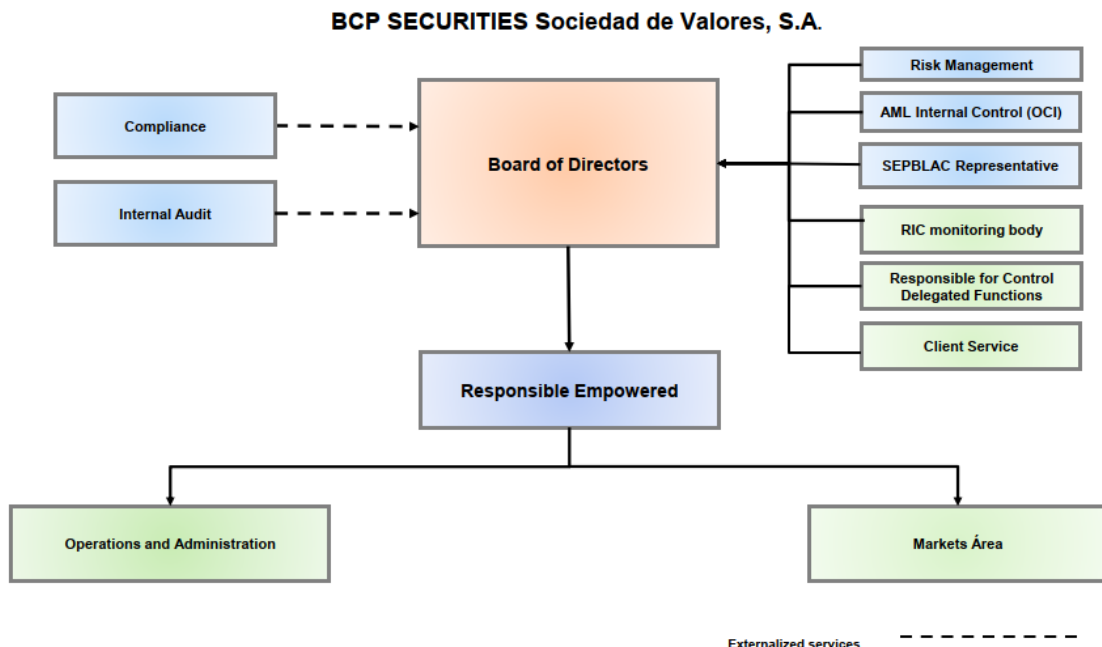 BCP SECURITIES Sociedad de Valores, S.A.
Risk Management
Compliance
AML Internal Control (OCI)
Board of Directors
SEPBLAC Representative
Internal Audit
RIC monitoring body
Responsible for Control
Delegated Functions
Client Service
Responsible Empowered
Operations and Administration
Markets Área
Externalized services